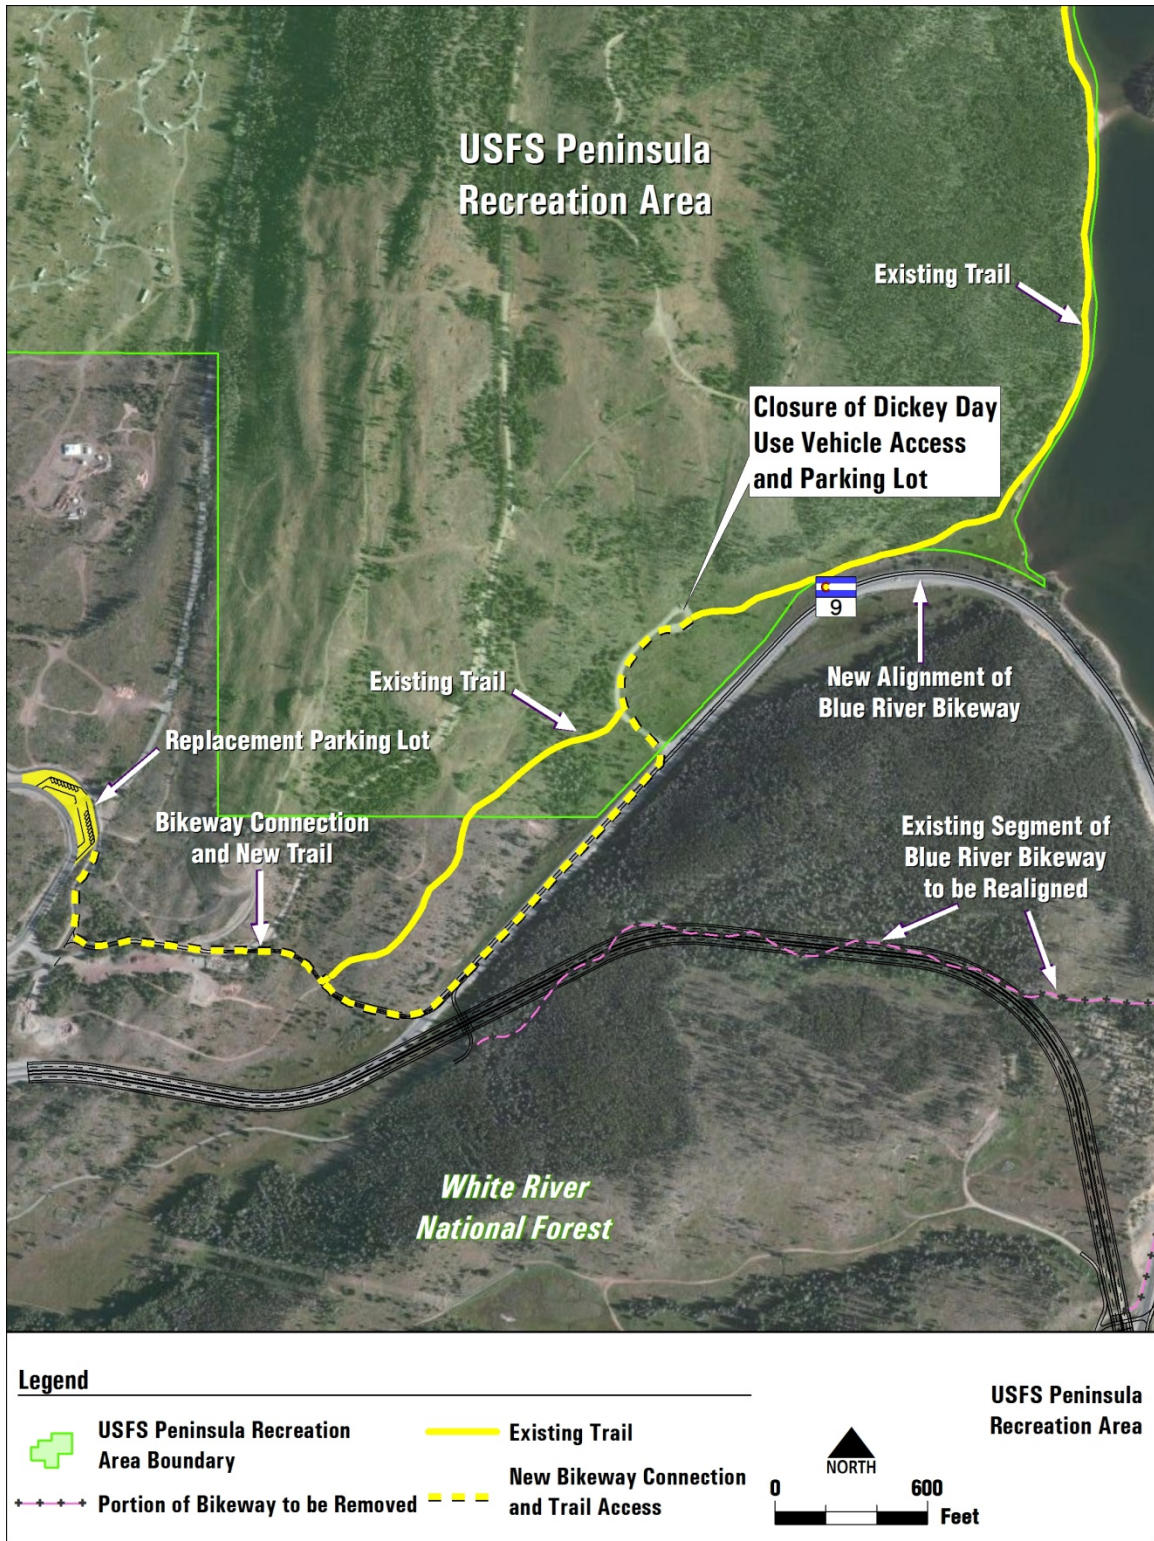 USFS Peninsula
Recreation Area
Existing Trail
Closure of Dickey Day
Use Vehicle Access
and Parking Lot
9
New Alignment of
Blue River Bikeway
Existing Trail
Replacement Parking Lot
Bikeway Connection
and New Trail
Existing Segment of
Blue River Bikeway
to be Realigned
White River
National Forest
Legend
USFS Peninsula Recreation
Area Boundary
Portion of Bikeway to be Removed
Existing Trail
New Bikeway Connection
and Trail Access
NORTH
0 600
Feet
USFS Peninsula
Recreation Area